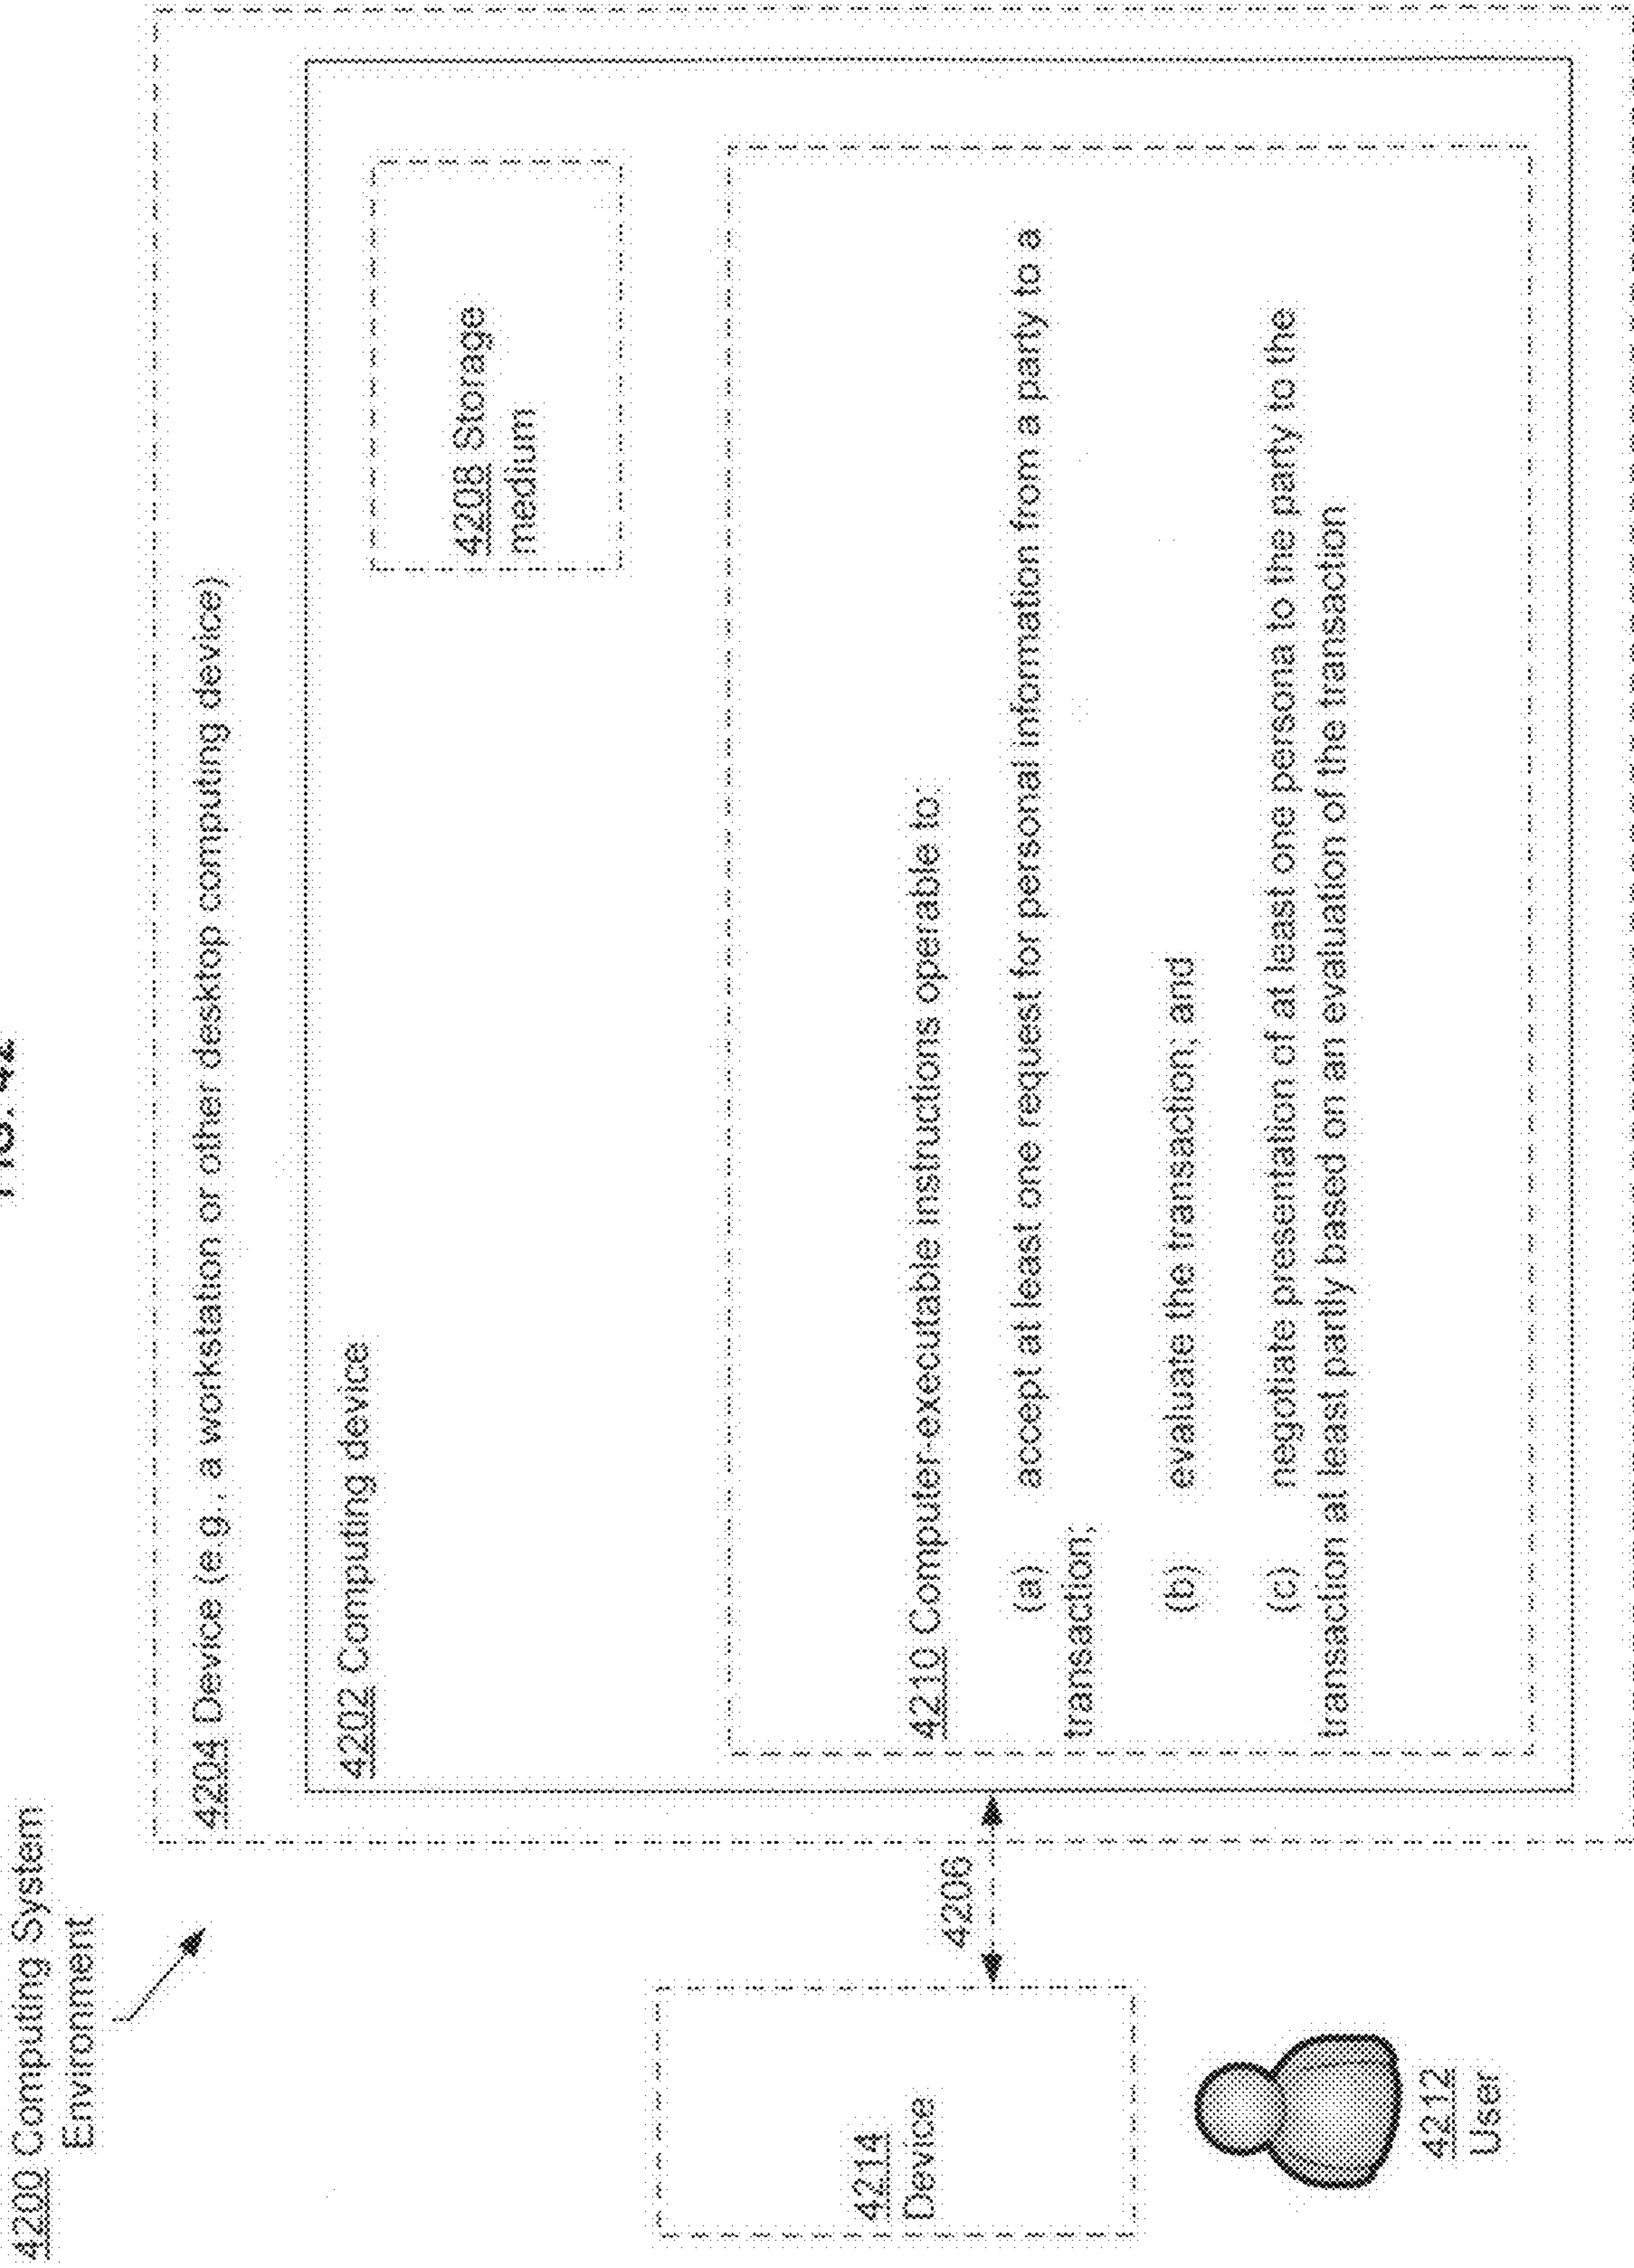 4200 Computing System
Environment
4204 Device (e.g., a workstation or other desktop computing device)
4202 Computing device
4208 Storage
medium
4210 Computer-executable instructions operable to:
(a) accept at least one request for personal information from a party to a
transaction;
(b) evaluate the transaction; and
(c) negotiate presentation of at least one persona to the party to the
transaction at least partly based on an evaluation of the transaction
4206
4214
Device
4212
User